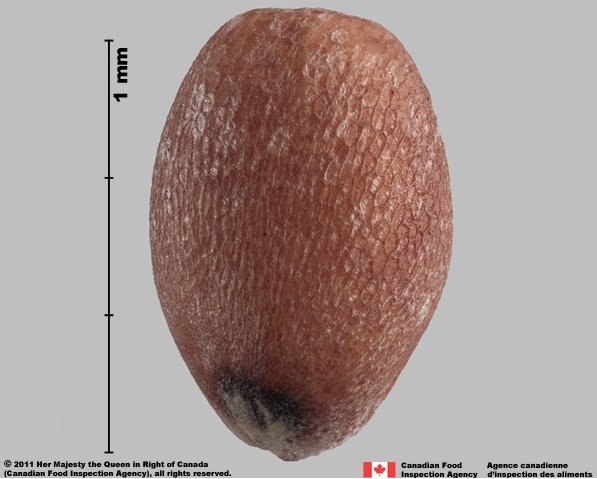 1 mm
© 2011 Her Majesty the Queen in Right of Canada
(Canadian Food Inspection Agency), all rights reserved.
Canadian Food
Inspection Agency
Agence canadienne
d'inspection des aliments